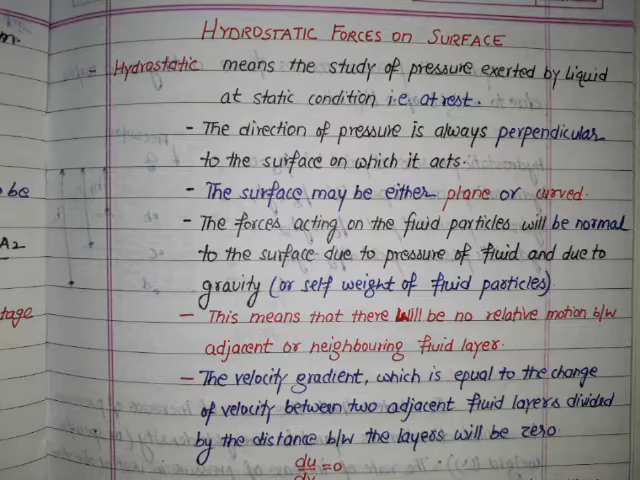 HYDROSTATIC FORCES ON SURFACE
- Hydrostatic means the study of pressure exerted by liquid
at static condition i.e. at rest.
- The direction of pressure is always perpendicular
to the surface on which it acts.
- The surface may be either plane or curved.
- The forces acting on the fluid particles will be normal
to the surface due to pressure of fluid and due to
gravity (or self weight of fluid particles)
- This means that there will be no relative motion b/w
adjacent or neighbouring fluid layer.
- The velocity gradient, which is equal to the change
of velocity between two adjacent fluid layers divided
by the distance b/w the layers will be zero.
du/dy = 0
be
A2
tage